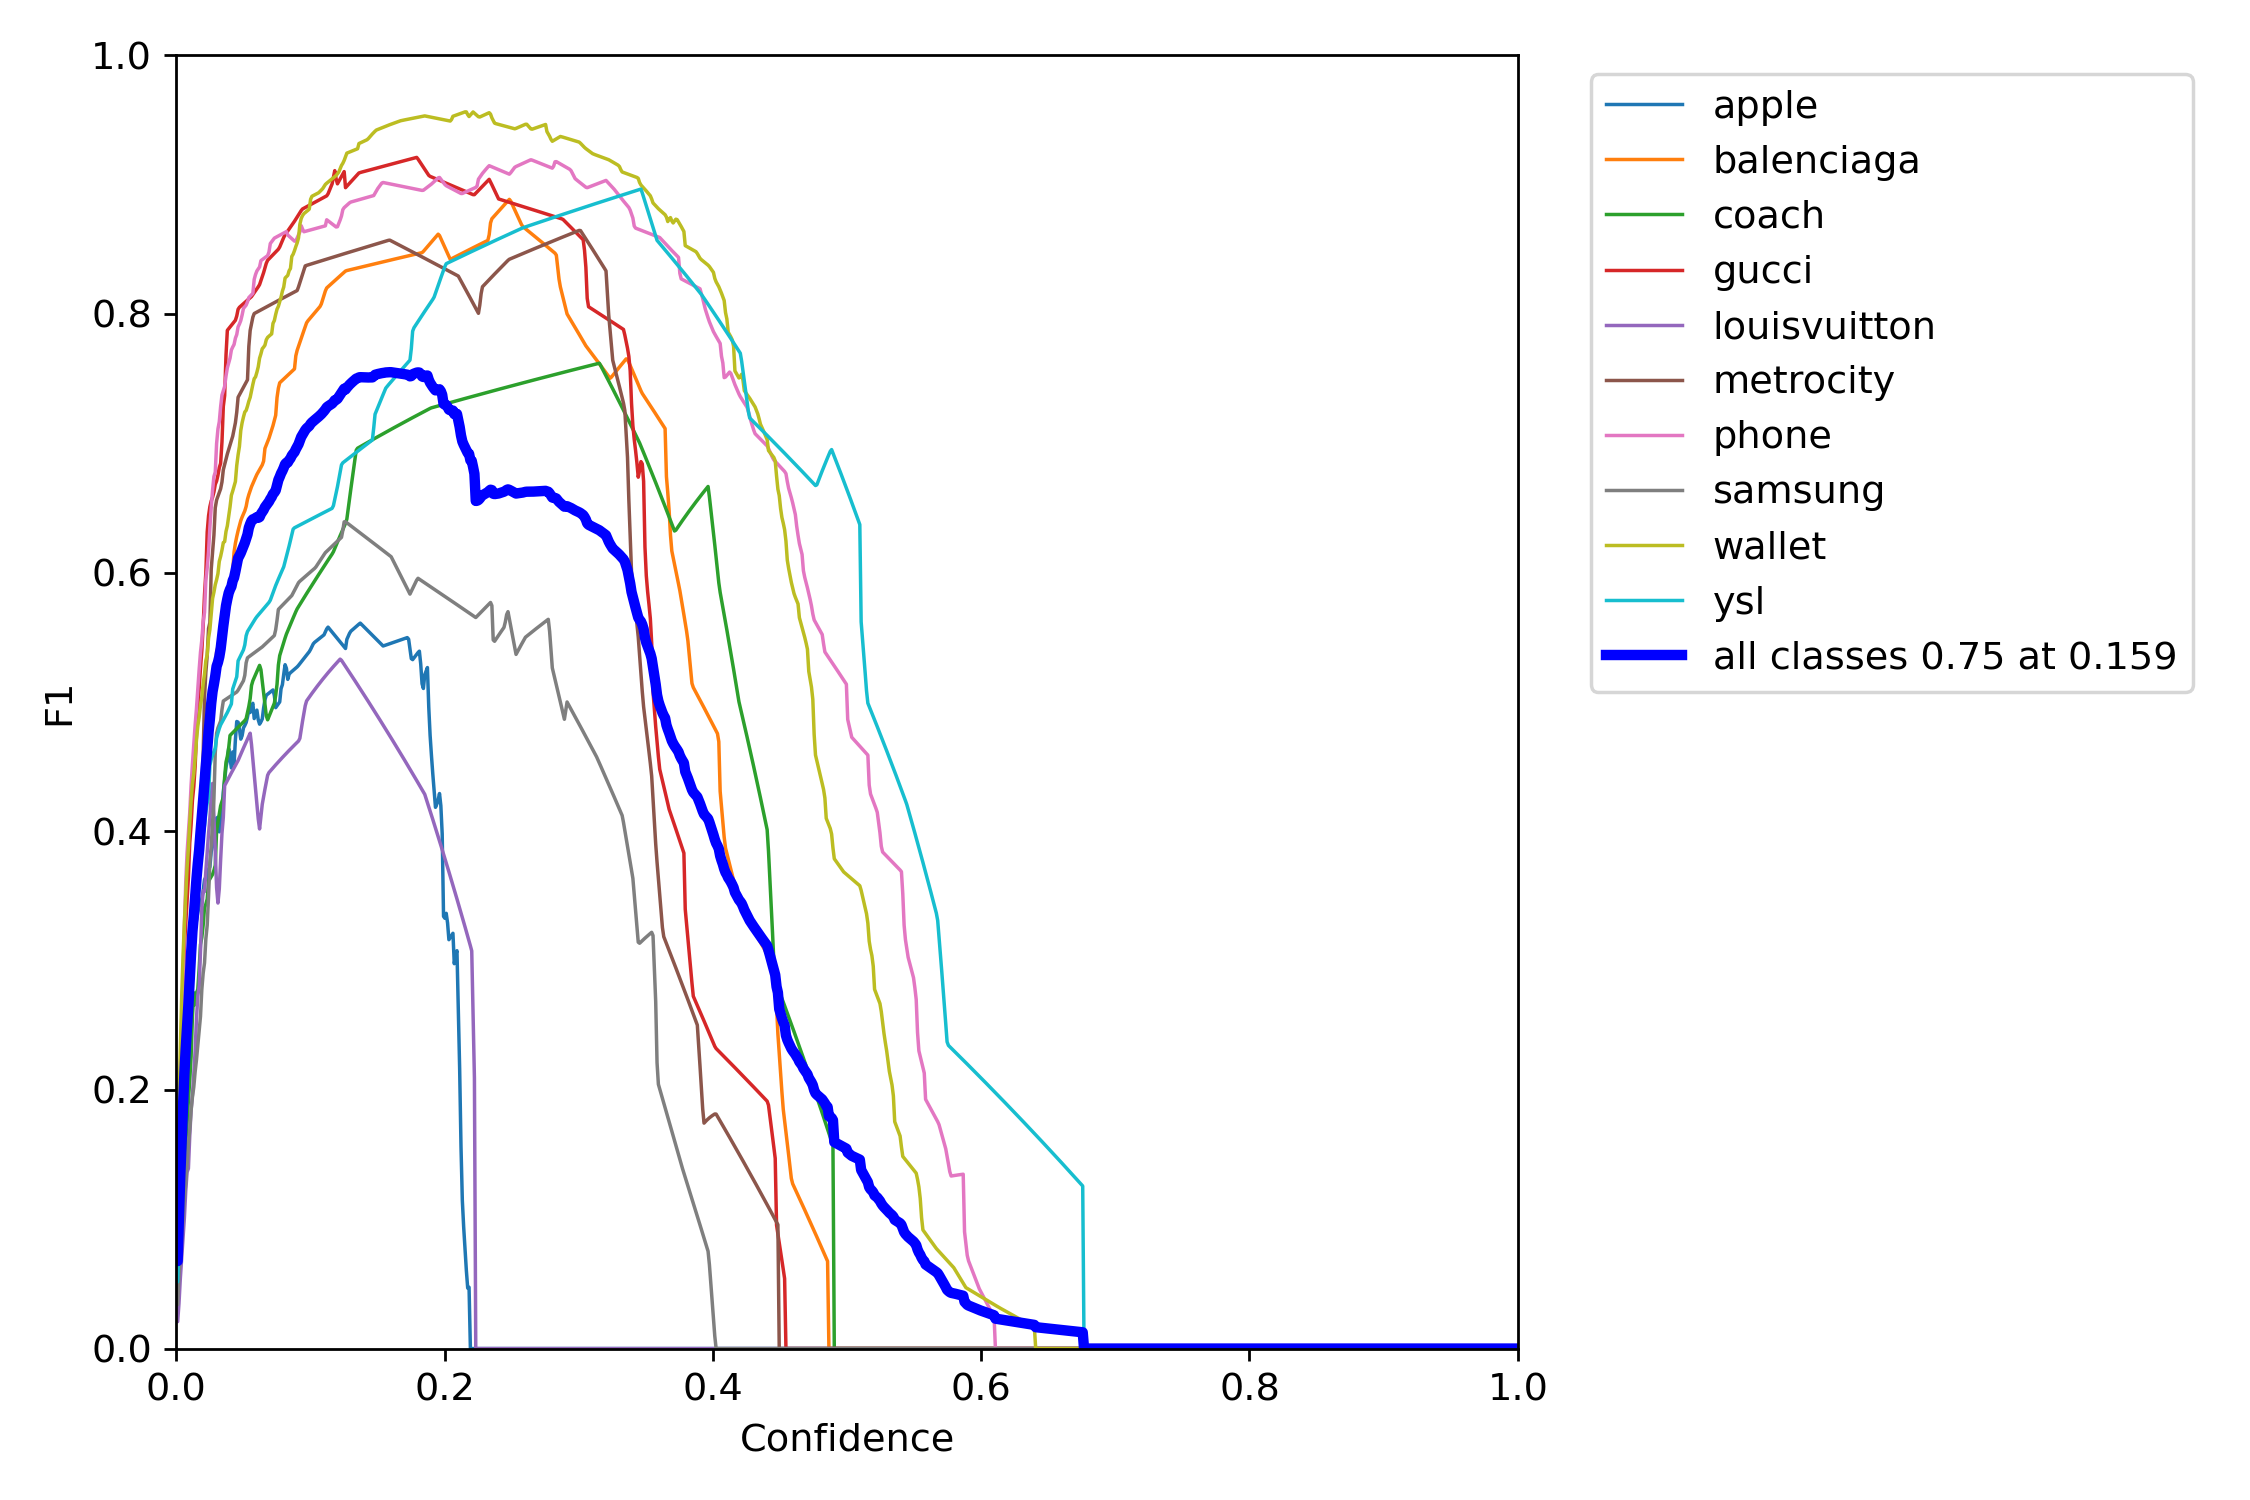 1.0
0.8
0.6
0.4
0.2
0.0
F1
0.0 0.2 0.4 0.6 0.8 1.0
Confidence
apple
balenciaga
coach
gucci
louisvuitton
metrocity
phone
samsung
wallet
ysl
all classes 0.75 at 0.159